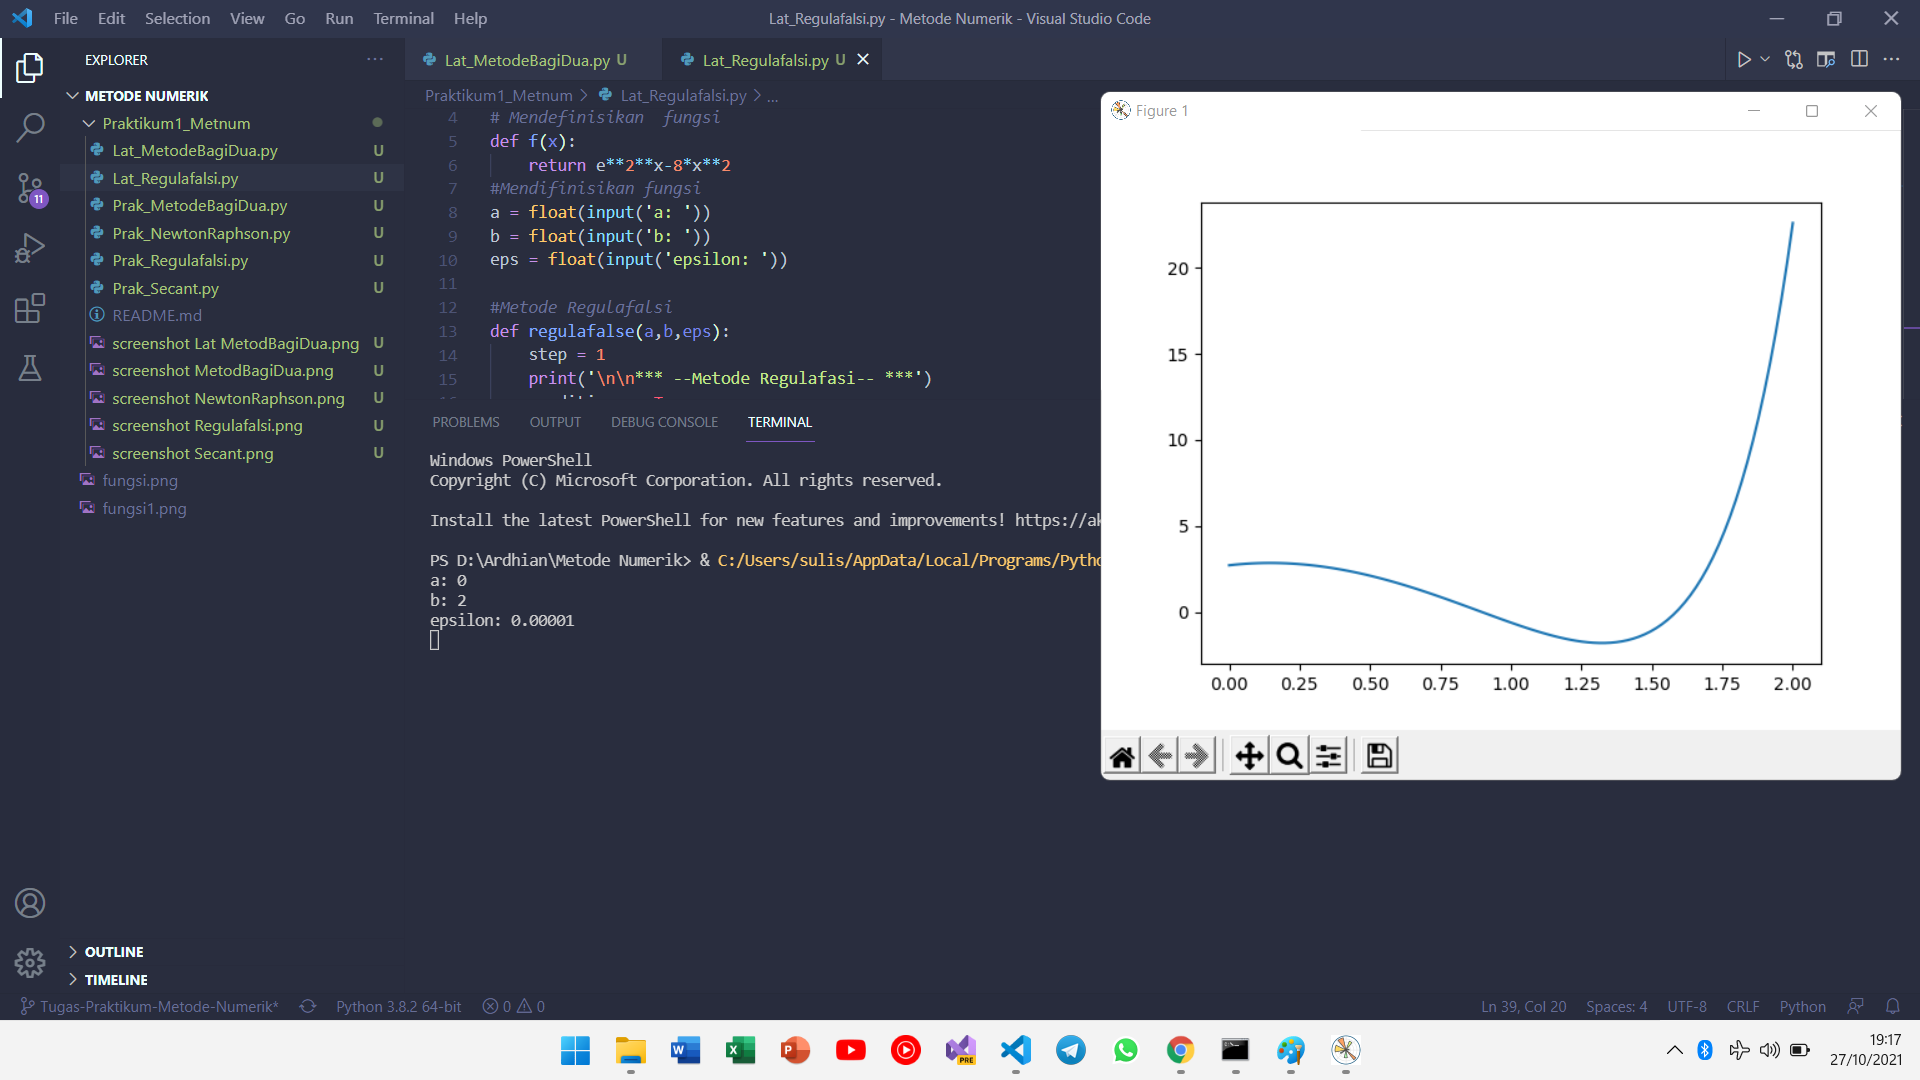 File Edit Selection View Go Run Terminal Help
Lat_Regulafalsi.py - Metode Numerik - Visual Studio Code
EXPLORER
METODE NUMERIK
Praktikum1_Metnum
Lat_MetodeBagiDua.py U
Lat_Regulafalsi.py U
Prak_MetodeBagiDua.py U
Prak_NewtonRaphson.py U
Prak_Regulafalsi.py U
Prak_Secant.py U
README.md
screenshot Lat MetodBagiDua.png U
screenshot MetodBagiDua.png U
screenshot NewtonRaphson.png U
screenshot Regulafalsi.png U
screenshot Secant.png U
fungsi.png
fungsi1.png
11
OUTLINE
TIMELINE
Lat_MetodeBagiDua.py U
Lat_Regulafalsi.py U
Praktikum1_Metnum > Lat_Regulafalsi.py > ...
4 # Mendefinisikan  fungsi
5 def f(x):
6     return e**2**x-8*x**2
7 #Mendifinisikan fungsi
8 a = float(input('a: '))
9 b = float(input('b: '))
10 eps = float(input('epsilon: '))
11
12 #Metode Regulafalsi
13 def regulafalse(a,b,eps):
14     step = 1
15     print('\n\n*** --Metode Regulafasi-- ***')
PROBLEMS OUTPUT DEBUG CONSOLE TERMINAL
Windows PowerShell
Copyright (C) Microsoft Corporation. All rights reserved.
Install the latest PowerShell for new features and improvements! https://ak
PS D:\Ardhian\Metode Numerik> & C:/Users/sulis/AppData/Local/Programs/Pytho
a: 0
b: 2
epsilon: 0.00001
Figure 1
20
15
10
5
0
0.00 0.25 0.50 0.75 1.00 1.25 1.50 1.75 2.00
Tugas-Praktikum-Metode-Numerik* Python 3.8.2 64-bit 0 0
Ln 39, Col 20 Spaces: 4 UTF-8 CRLF Python
PRE
19:17
27/10/2021